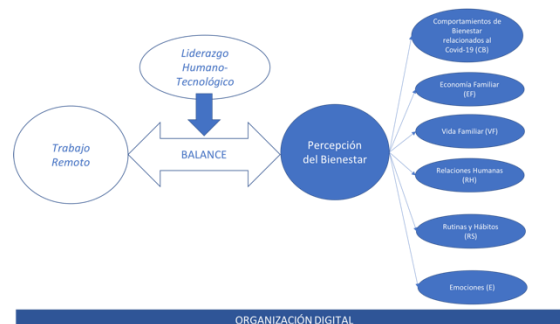 Liderazgo
Humano-
Tecnológico
Trabajo
Remoto
BALANCE
Percepción
del Bienestar
Comportamientos de
Bienestar
relacionados al
Covid-19 (CB)
Economía Familiar
(EF)
Vida Familiar (VF)
Relaciones Humanas
(RH)
Rutinas y Hábitos
(RS)
Emociones (E)
ORGANIZACIÓN DIGITAL